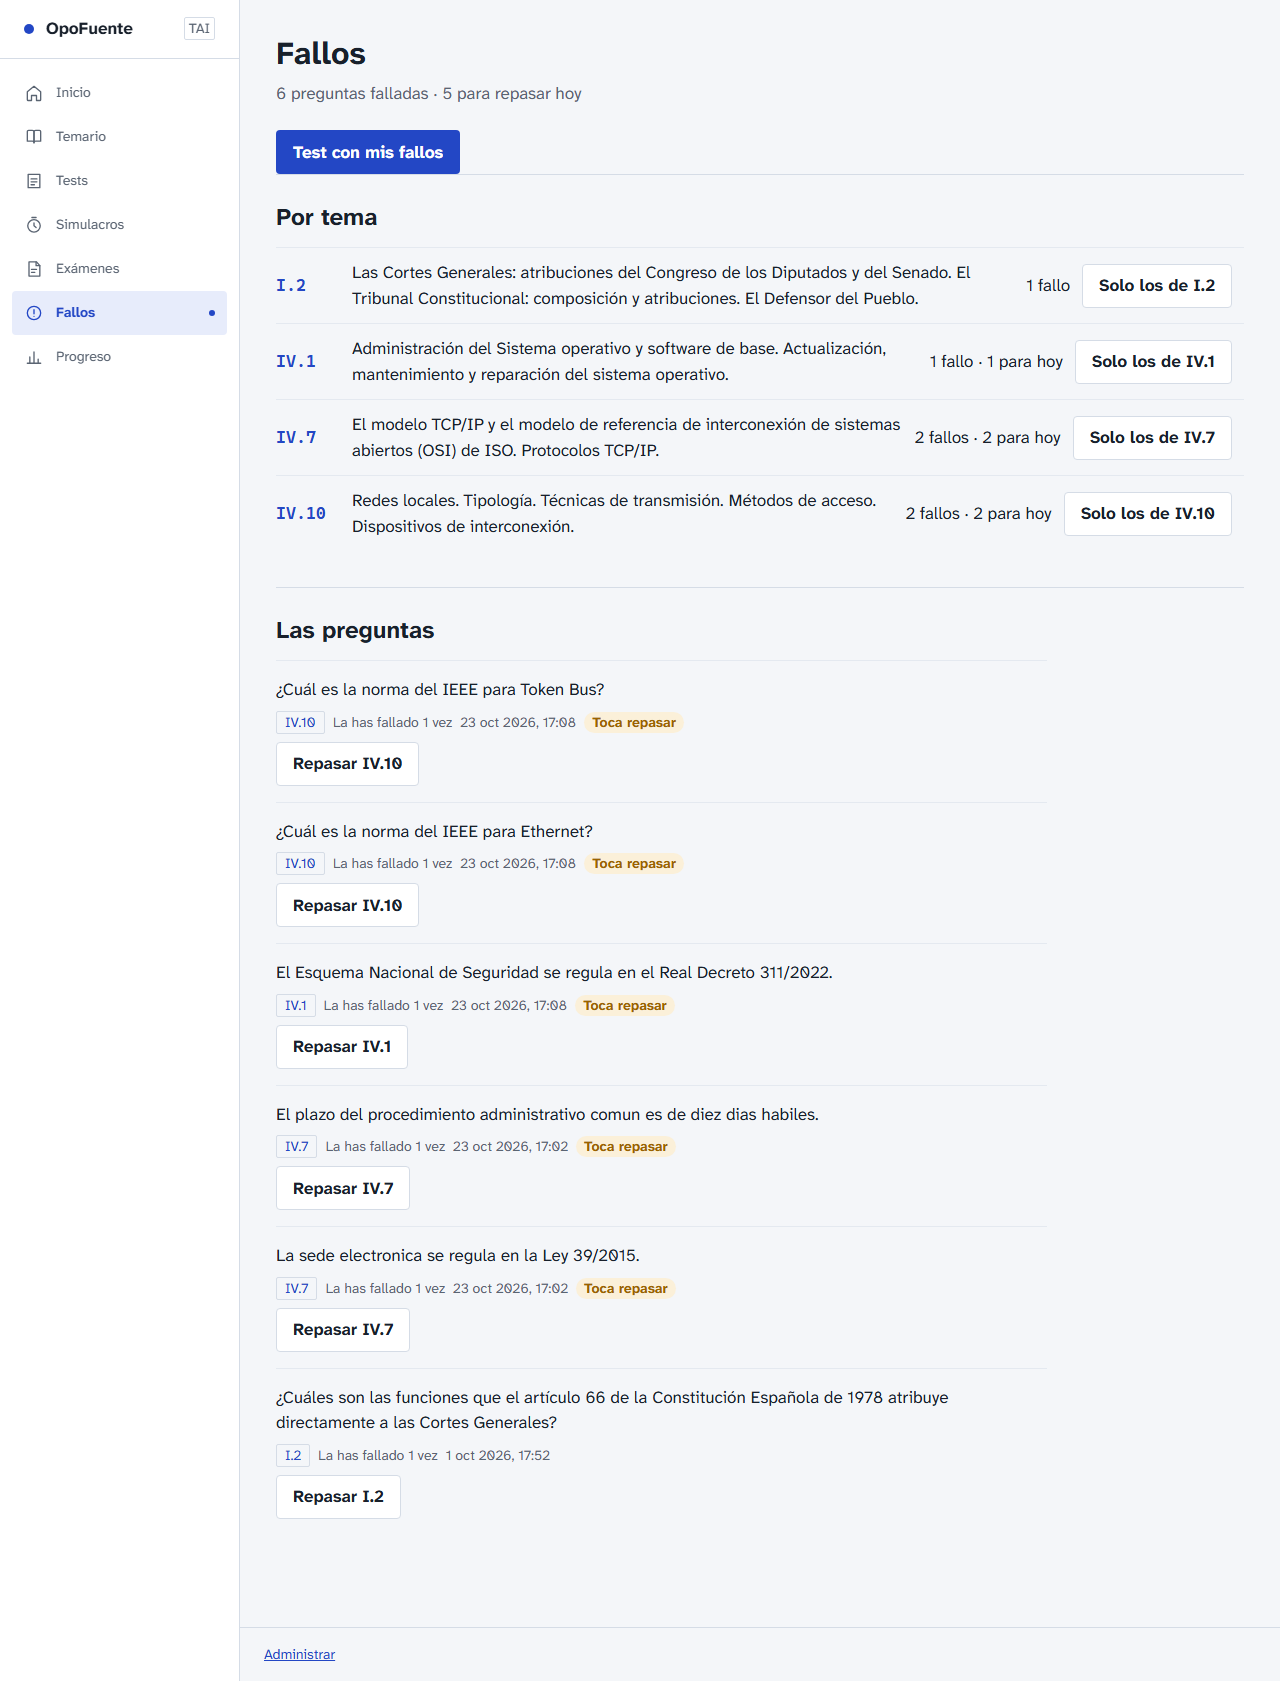 OpoFuente TAI
Inicio
Temario
Tests
Simulacros
Exámenes
Fallos
Progreso
Fallos
6 preguntas falladas · 5 para repasar hoy
Test con mis fallos
Por tema
I.2
Las Cortes Generales: atribuciones del Congreso de los Diputados y del Senado. El
Tribunal Constitucional: composición y atribuciones. El Defensor del Pueblo.
1 fallo
Solo los de I.2
IV.1
Administración del Sistema operativo y software de base. Actualización,
mantenimiento y reparación del sistema operativo.
1 fallo · 1 para hoy
Solo los de IV.1
IV.7
El modelo TCP/IP y el modelo de referencia de interconexión de sistemas
abiertos (OSI) de ISO. Protocolos TCP/IP.
2 fallos · 2 para hoy
Solo los de IV.7
IV.10
Redes locales. Tipología. Técnicas de transmisión. Métodos de acceso.
Dispositivos de interconexión.
2 fallos · 2 para hoy
Solo los de IV.10
Las preguntas
¿Cuál es la norma del IEEE para Token Bus?
IV.10 La has fallado 1 vez 23 oct 2026, 17:08 Toca repasar
Repasar IV.10
¿Cuál es la norma del IEEE para Ethernet?
IV.10 La has fallado 1 vez 23 oct 2026, 17:08 Toca repasar
Repasar IV.10
El Esquema Nacional de Seguridad se regula en el Real Decreto 311/2022.
IV.1 La has fallado 1 vez 23 oct 2026, 17:08 Toca repasar
Repasar IV.1
El plazo del procedimiento administrativo comun es de diez dias habiles.
IV.7 La has fallado 1 vez 23 oct 2026, 17:02 Toca repasar
Repasar IV.7
La sede electronica se regula en la Ley 39/2015.
IV.7 La has fallado 1 vez 23 oct 2026, 17:02 Toca repasar
Repasar IV.7
¿Cuáles son las funciones que el artículo 66 de la Constitución Española de 1978 atribuye
directamente a las Cortes Generales?
I.2 La has fallado 1 vez 1 oct 2026, 17:52
Repasar I.2
Administrar